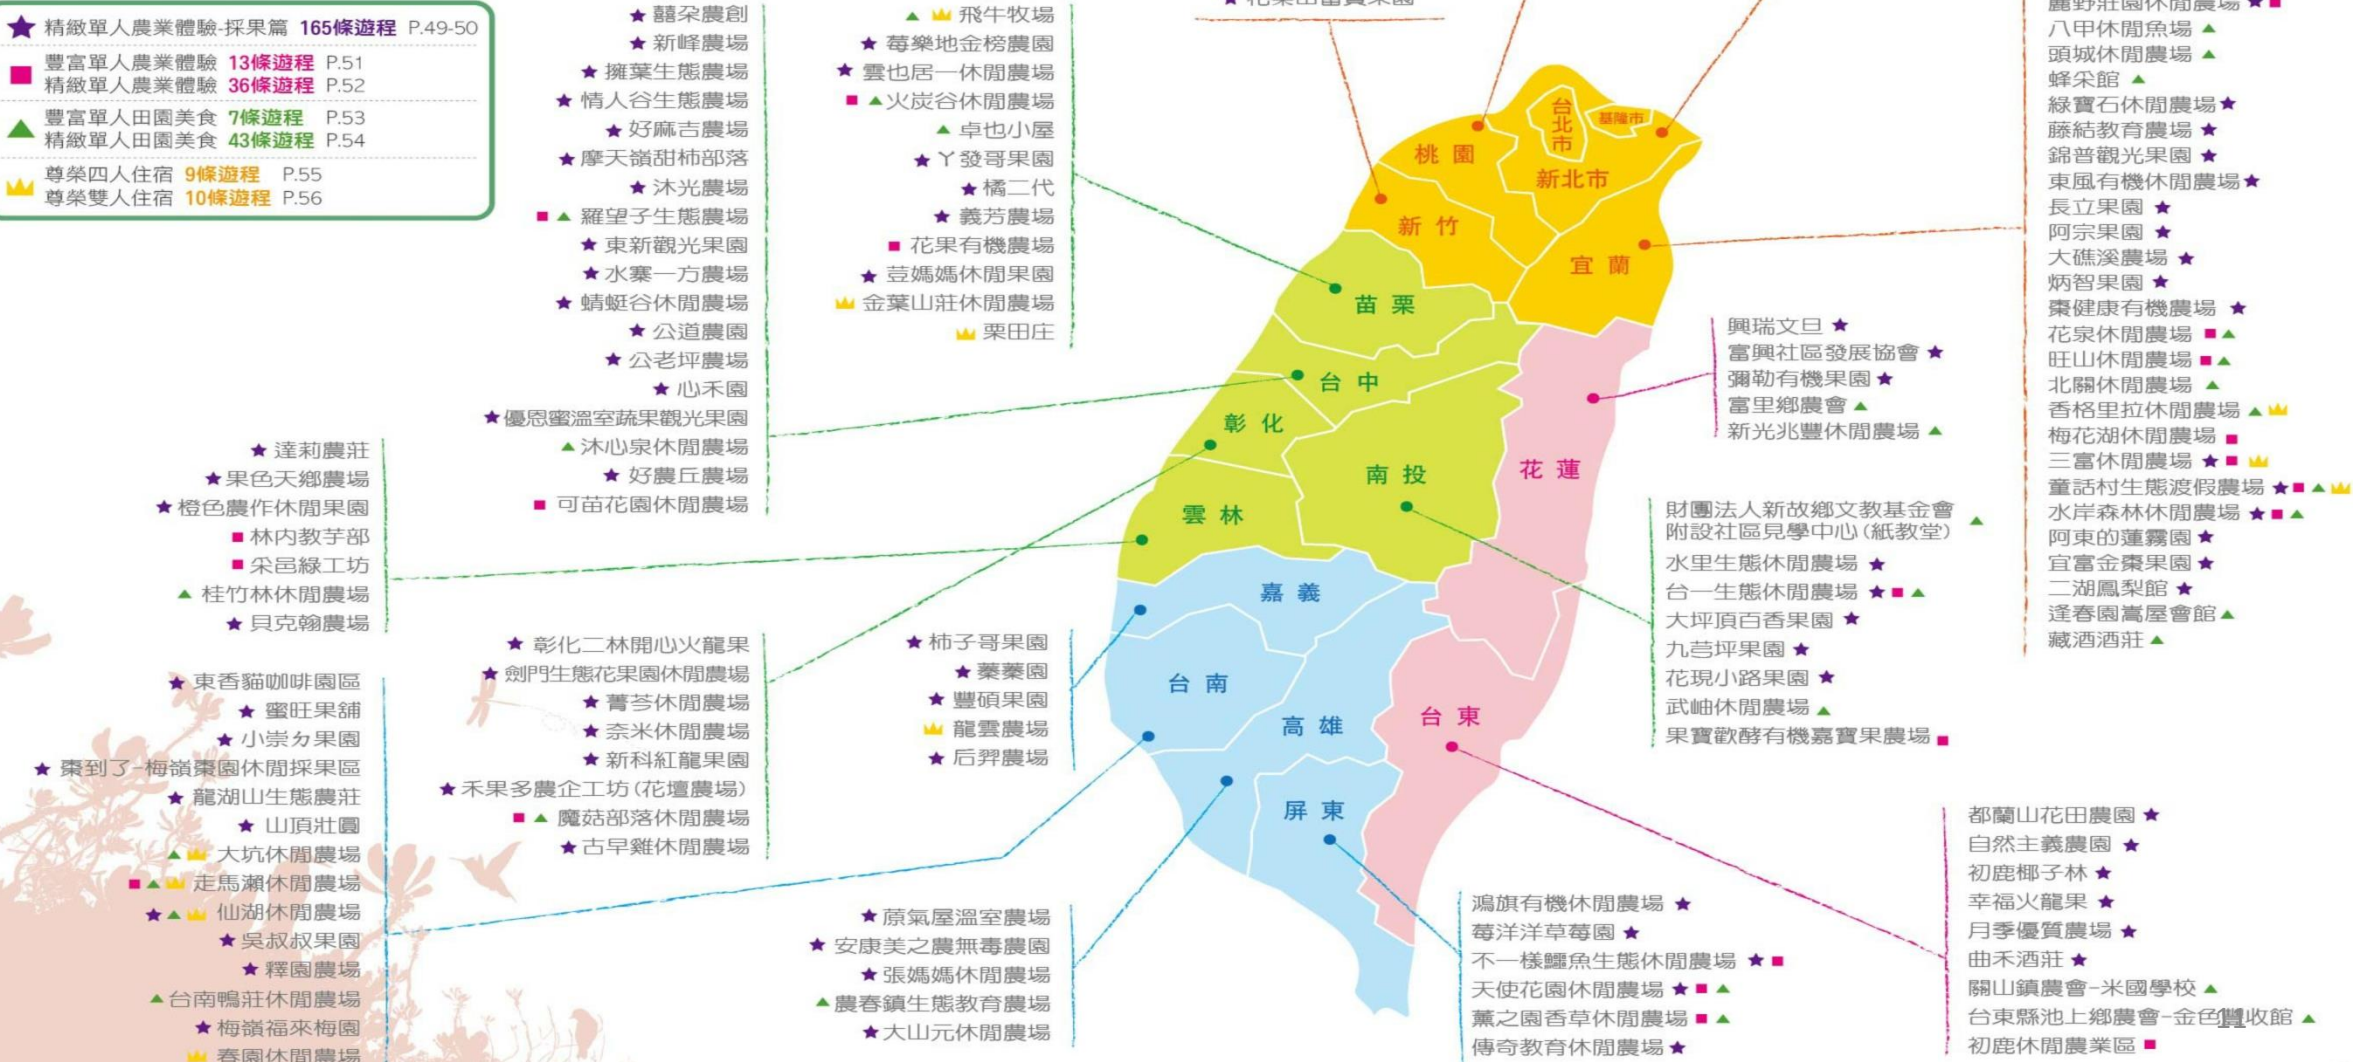 精緻單人農業體驗-採果篇 165條遊程 P.49-50
豐富單人農業體驗 13條遊程 P.51
精緻單人農業體驗 36條遊程 P.52
豐富單人田園美食 7條遊程 P.53
精緻單人田園美食 43條遊程 P.54
尊榮四人住宿 9條遊程 P.55
尊榮雙人住宿 10條遊程 P.56
囍朵農創
新峰農場
擁葉生態農場
情人谷生態農場
好麻吉農場
摩天嶺甜柿部落
沐光農場
羅望子生態農場
東新觀光果園
水寨一方農場
蜻蜓谷休閒農場
公道農園
公老坪農場
心禾園
優恩蜜溫室蔬果觀光果園
沐心泉休閒農場
好農丘農場
可苗花園休閒農場
飛牛牧場
莓樂地金榜農園
雲也居一休閒農場
火炭谷休閒農場
卓也小屋
丫發哥果園
橘二代
義芳農場
花果有機農場
荳媽媽休閒果園
金葉山莊休閒農場
栗田庄
台北市
基隆市
桃園
新北市
新竹
宜蘭
苗栗
台中
彰化
南投
花蓮
雲林
嘉義
台南
高雄
台東
屏東
麗野莊園休閒農場
八甲休閒魚場
頭城休閒農場
蜂采館
綠寶石休閒農場
藤結教育農場
錦普觀光果園
東風有機休閒農場
長立果園
阿宗果園
大礁溪農場
炳智果園
棗健康有機農場
花泉休閒農場
旺山休閒農場
北關休閒農場
香格里拉休閒農場
梅花湖休閒農場
三富休閒農場
童話村生態渡假農場
水岸森林休閒農場
阿東的蓮霧園
宜富金棗果園
二湖鳳梨館
逢春園嵩屋會館
藏酒酒莊
興瑞文旦
富興社區發展協會
彌勒有機果園
富里鄉農會
新光兆豐休閒農場
財團法人新故鄉文教基金會
附設社區見學中心(紙教堂)
水里生態休閒農場
台一生態休閒農場
大坪頂百香果園
九芎坪果園
花現小路果園
武岫休閒農場
果寶歡酵有機嘉寶果農場
達莉農莊
果色天鄉農場
橙色農作休閒果園
林內教芋部
采邑綠工坊
桂竹林休閒農場
貝克翰農場
彰化二林開心火龍果
劍門生態花果園休閒農場
菁芩休閒農場
奈米休閒農場
新科紅龍果園
禾果多農企工坊(花壇農場)
魔菇部落休閒農場
古早雞休閒農場
柿子哥果園
蓁蓁園
豐碩果園
龍雲農場
后羿農場
東香貓咖啡園區
蜜旺果舖
小崇ㄉ果園
棗到了-梅嶺棗園休閒採果區
龍湖山生態農莊
山頂壯圓
大坑休閒農場
走馬瀨休閒農場
仙湖休閒農場
吳叔叔果園
釋園農場
台南鴨莊休閒農場
梅嶺福來梅園
春園休閒農場
原氣屋溫室農場
安康美之農無毒農園
張媽媽休閒農場
農春鎮生態教育農場
大山元休閒農場
鴻旗有機休閒農場
莓洋洋草莓園
不一樣鱷魚生態休閒農場
天使花園休閒農場
薰之園香草休閒農場
傳奇教育休閒農場
都蘭山花田農園
自然主義農園
初鹿椰子林
幸福火龍果
月季優質農場
曲禾酒莊
關山鎮農會-米國學校
台東縣池上鄉農會-金色豐收館
11
初鹿休閒農業區